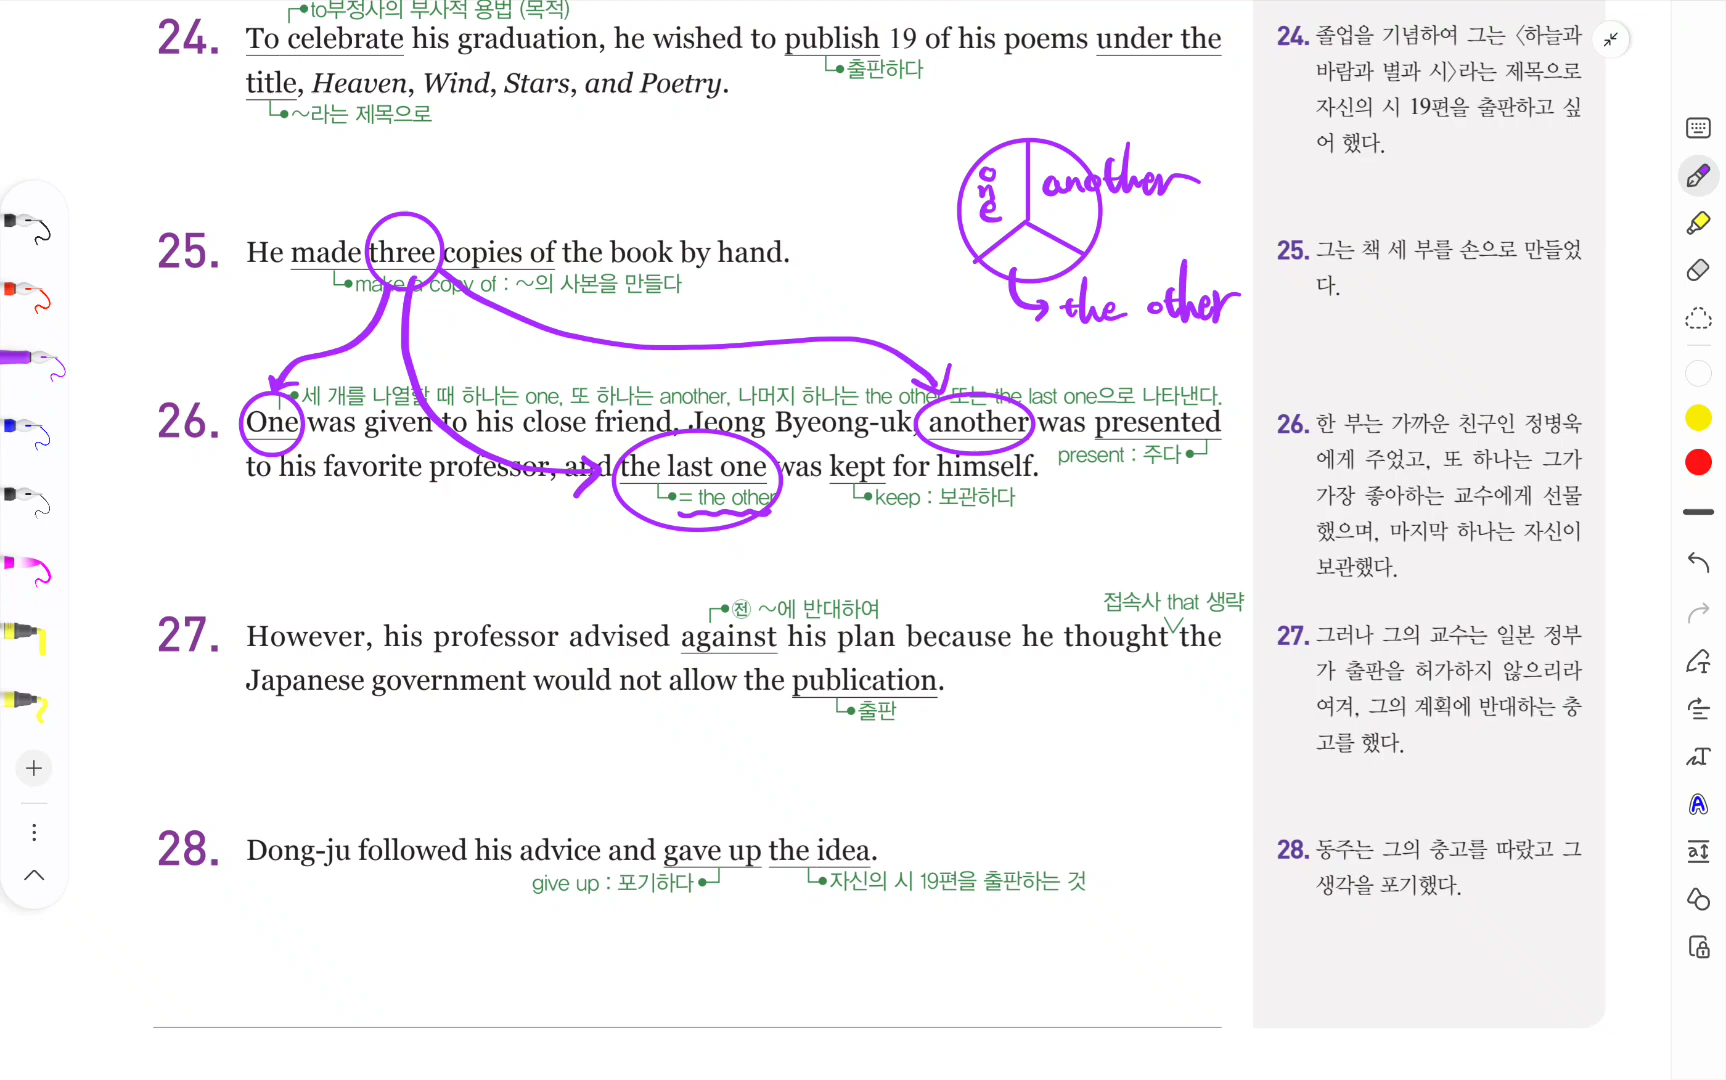 to부정사의 부사적 용법 (목적)
24. To celebrate his graduation, he wished to publish 19 of his poems under the
출판하다
title, Heaven, Wind, Stars, and Poetry.
~라는 제목으로
one another
the other
25. He made three copies of the book by hand.
make a copy of : ~의 사본을 만들다
세 개를 나열할 때 하나는 one, 또 하나는 another, 나머지 하나는 the other 또는 the last one으로 나타낸다.
26. One was given to his close friend, Jeong Byeong-uk, another was presented
present : 주다
to his favorite professor, and the last one was kept for himself.
= the other
keep : 보관하다
접속사 that 생략
전 ~에 반대하여
27. However, his professor advised against his plan because he thought the
Japanese government would not allow the publication.
출판
28. Dong-ju followed his advice and gave up the idea.
give up : 포기하다
자신의 시 19편을 출판하는 것
24. 졸업을 기념하여 그는 〈하늘과
바람과 별과 시〉라는 제목으로
자신의 시 19편을 출판하고 싶
어 했다.
25. 그는 책 세 부를 손으로 만들었
다.
26. 한 부는 가까운 친구인 정병욱
에게 주었고, 또 하나는 그가
가장 좋아하는 교수에게 선물
했으며, 마지막 하나는 자신이
보관했다.
27. 그러나 그의 교수는 일본 정부
가 출판을 허가하지 않으리라
여겨, 그의 계획에 반대하는 충
고를 했다.
28. 동주는 그의 충고를 따랐고 그
생각을 포기했다.